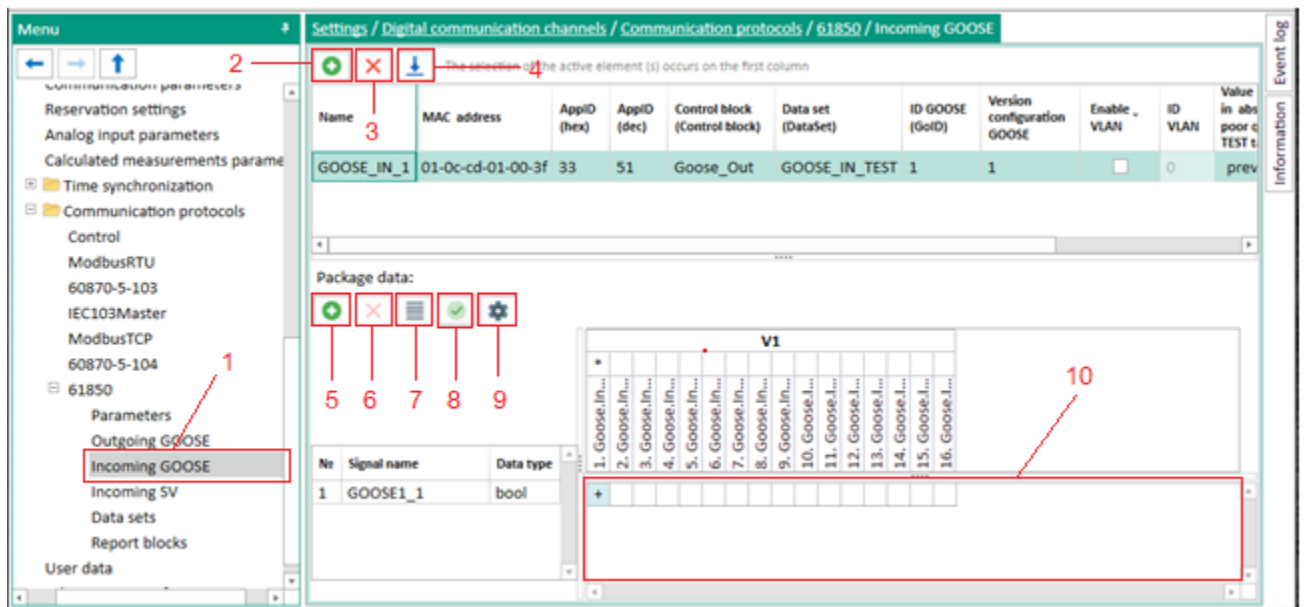 Menu
Settings / Digital communication channels / Communication protocols / 61850 / Incoming GOOSE
Event log
Information
2
The selection of the active element (s) occurs on the first column
4
3
Communication parameters
Reservation settings
Analog input parameters
Calculated measurements parame
Time synchronization
Communication protocols
Control
ModbusRTU
60870-5-103
IEC103Master
ModbusTCP
60870-5-104
1
61850
Parameters
Outgoing GOOSE
Incoming GOOSE
Incoming SV
Data sets
Report blocks
User data
Name
MAC address
AppID (hex)
AppID (dec)
Control block (Control block)
Data set (DataSet)
ID GOOSE (GoID)
Version configuration GOOSE
Enable VLAN
ID VLAN
Value in abs poor q TEST t
GOOSE_IN_1 01-0c-cd-01-00-3f 33 51 Goose_Out GOOSE_IN_TEST 1 1 0 prev
Package data:
5 6 7 8 9
10
V1
*
1. Goose.In...
2. Goose.In...
3. Goose.In...
4. Goose.In...
5. Goose.In...
6. Goose.In...
7. Goose.In...
8. Goose.In...
9. Goose.In...
10. Goose.I...
11. Goose.I...
12. Goose.I...
13. Goose.I...
14. Goose.I...
15. Goose.I...
16. Goose.I...
№ Signal name Data type
1 GOOSE1_1 bool
+